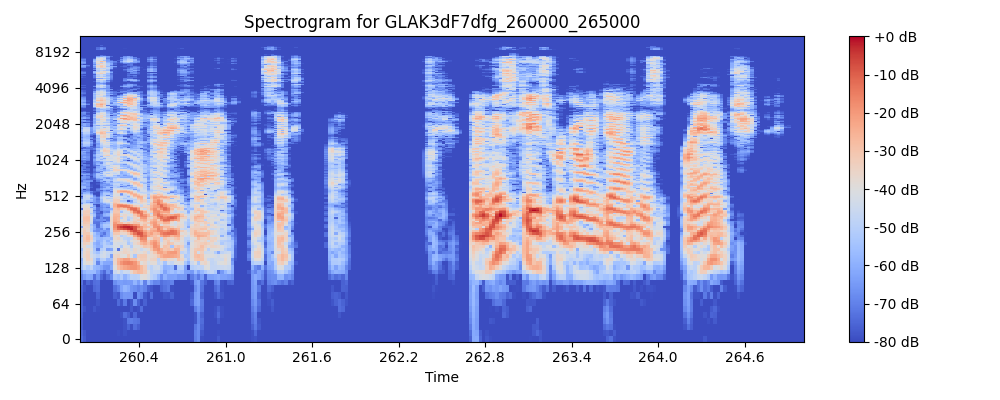 Spectrogram for GLAK3dF7dfg_260000_265000
8192
4096
2048
1024
512
256
128
64
0
Hz
260.4 261.0 261.6 262.2 262.8 263.4 264.0 264.6
Time
+0 dB
-10 dB
-20 dB
-30 dB
-40 dB
-50 dB
-60 dB
-70 dB
-80 dB